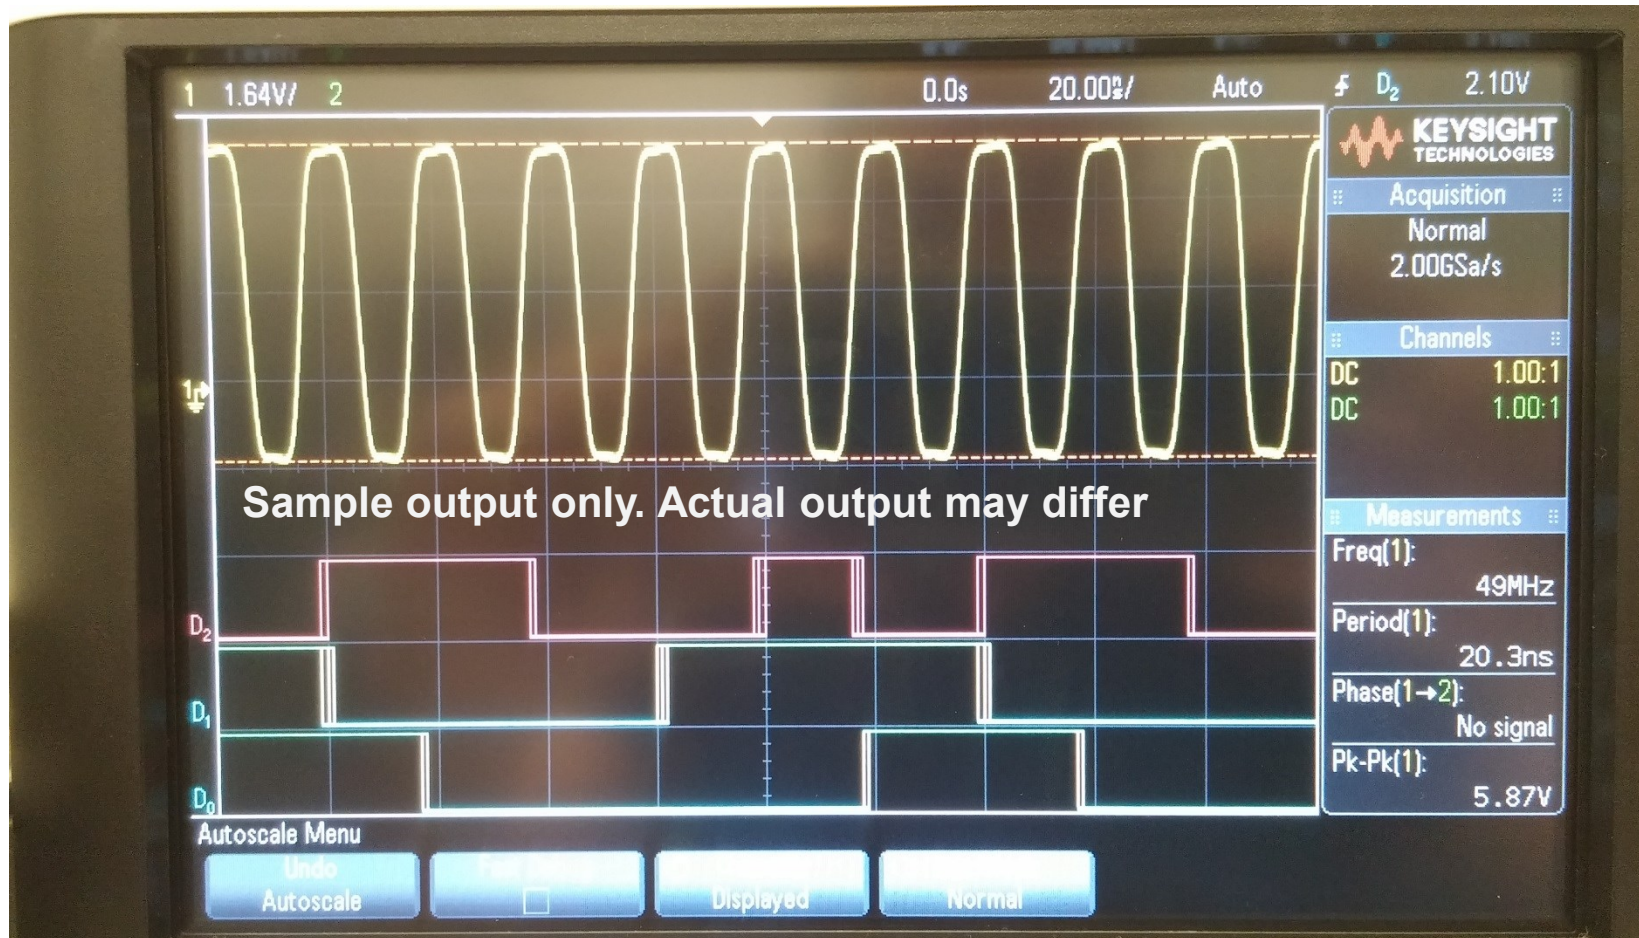 1 1.64V/ 2 0.0s 20.00ns/ Auto D2 2.10V
KEYSIGHT
TECHNOLOGIES
Acquisition
Normal
2.00GSa/s
Channels
DC 1.00:1
DC 1.00:1
1
Sample output only. Actual output may differ
Measurements
Freq(1):
49MHz
Period(1):
20.3ns
Phase(1→2):
No signal
Pk-Pk(1):
5.87V
D2
D1
D0
Autoscale Menu
Undo
Autoscale
Displayed
Normal